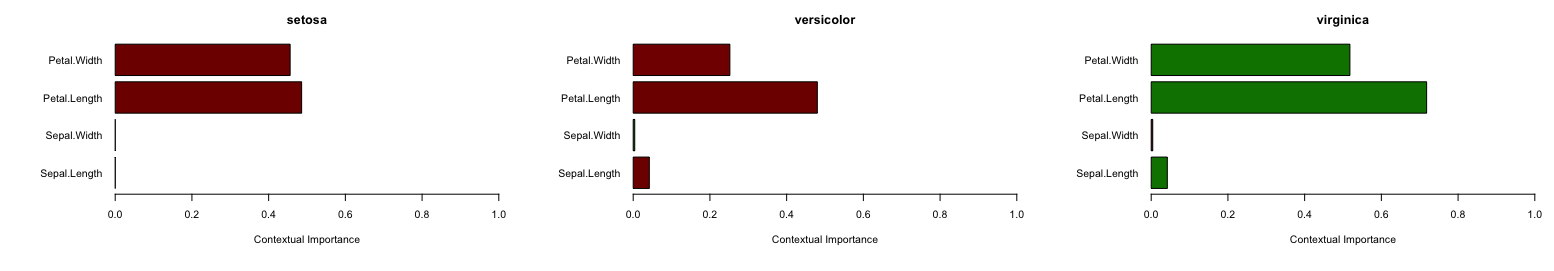 setosa
Petal.Width
Petal.Length
Sepal.Width
Sepal.Length
0.0 0.2 0.4 0.6 0.8 1.0
Contextual Importance
versicolor
Petal.Width
Petal.Length
Sepal.Width
Sepal.Length
0.0 0.2 0.4 0.6 0.8 1.0
Contextual Importance
virginica
Petal.Width
Petal.Length
Sepal.Width
Sepal.Length
0.0 0.2 0.4 0.6 0.8 1.0
Contextual Importance